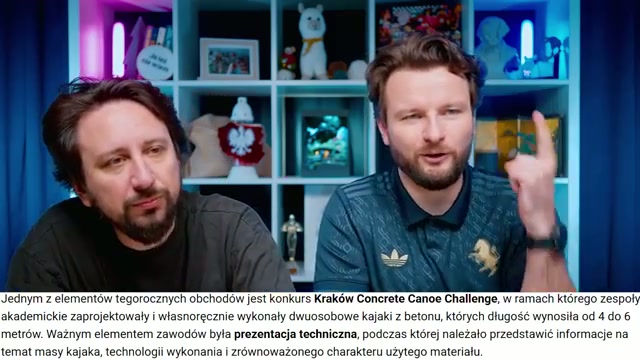 Jednym z elementów tegorocznych obchodów jest konkurs Kraków Concrete Canoe Challenge, w ramach którego zespoły
akademickie zaprojektowały i własnoręcznie wykonały dwuosobowe kajaki z betonu, których długość wynosiła od 4 do 6
metrów. Ważnym elementem zawodów była prezentacja techniczna, podczas której należało przedstawić informacje na
temat masy kajaka, technologii wykonania i zrównoważonego charakteru użytego materiału.